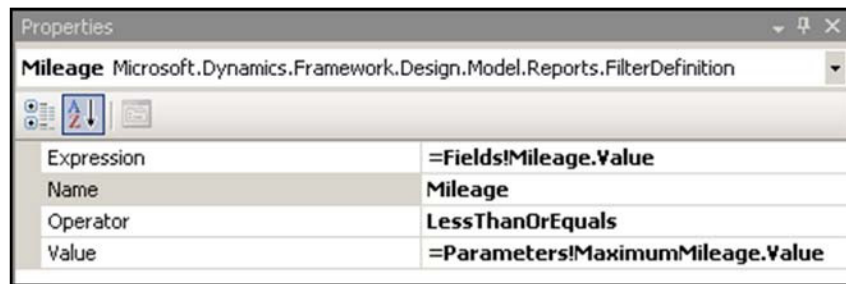 Properties
Mileage Microsoft.Dynamics.Framework.Design.Model.Reports.FilterDefinition
A Z
Expression =Fields!Mileage.Value
Name Mileage
Operator LessThanOrEquals
Value =Parameters!MaximumMileage.Value